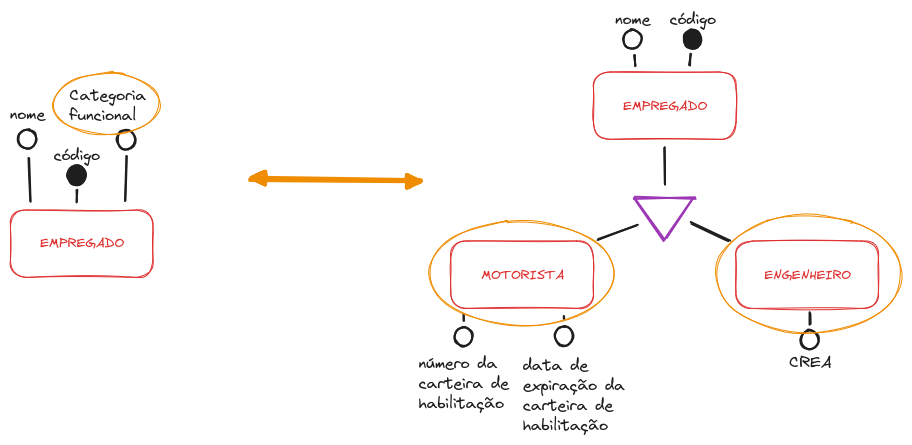 nome
Categoria
funcional
código
EMPREGADO
nome
código
EMPREGADO
MOTORISTA
ENGENHEIRO
número da
carteira de
habilitação
data de
expiração da
carteira de
habilitação
CREA